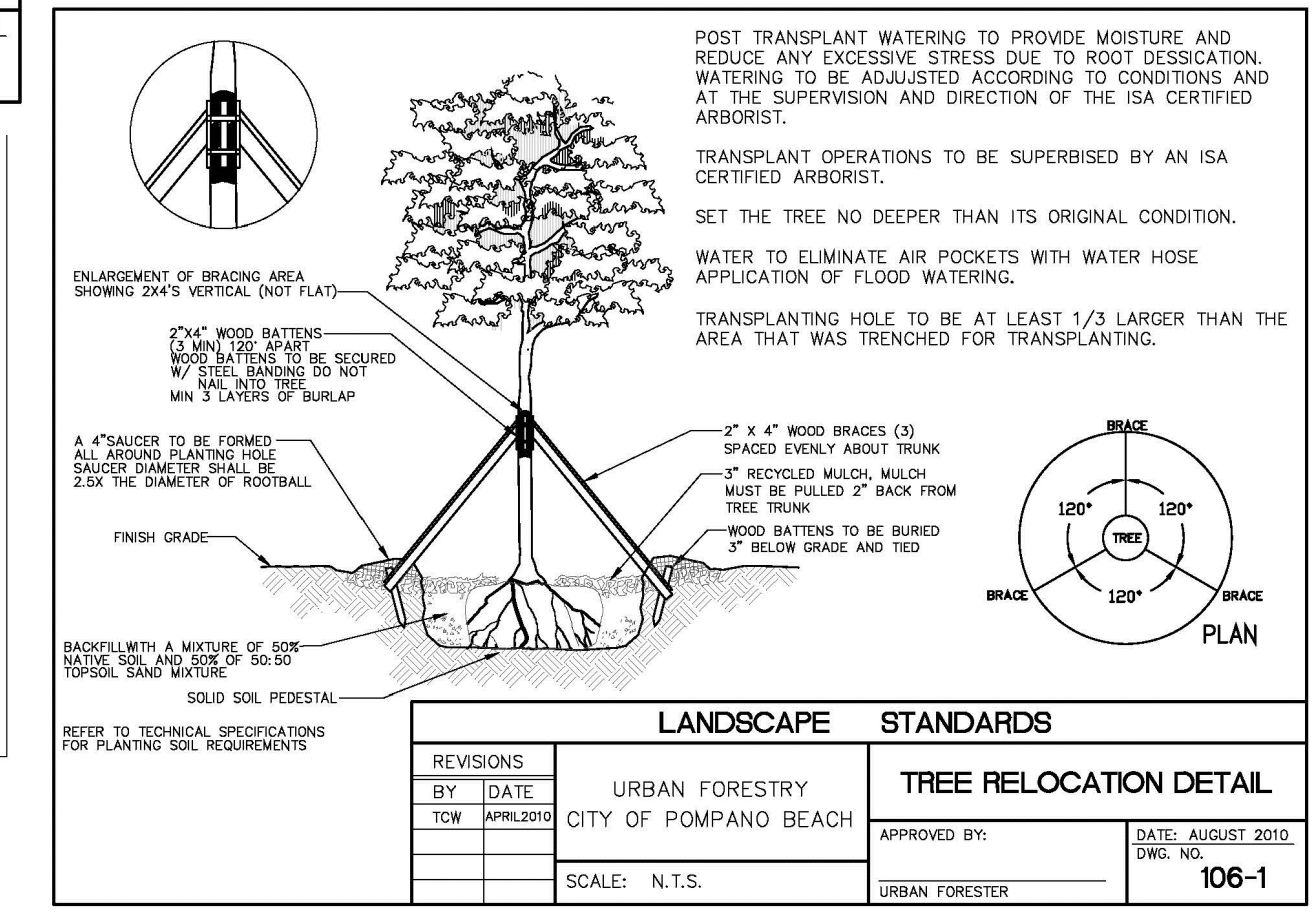 POST TRANSPLANT WATERING TO PROVIDE MOISTURE AND
REDUCE ANY EXCESSIVE STRESS DUE TO ROOT DESSICATION.
WATERING TO BE ADJUJSTED ACCORDING TO CONDITIONS AND
AT THE SUPERVISION AND DIRECTION OF THE ISA CERTIFIED
ARBORIST.
TRANSPLANT OPERATIONS TO BE SUPERBISED BY AN ISA
CERTIFIED ARBORIST.
SET THE TREE NO DEEPER THAN ITS ORIGINAL CONDITION.
WATER TO ELIMINATE AIR POCKETS WITH WATER HOSE
APPLICATION OF FLOOD WATERING.
TRANSPLANTING HOLE TO BE AT LEAST 1/3 LARGER THAN THE
AREA THAT WAS TRENCHED FOR TRANSPLANTING.
ENLARGEMENT OF BRACING AREA
SHOWING 2X4'S VERTICAL (NOT FLAT)
2"X4" WOOD BATTENS
(3 MIN) 120° APART
WOOD BATTENS TO BE SECURED
W/ STEEL BANDING DO NOT
NAIL INTO TREE
MIN 3 LAYERS OF BURLAP
A 4"SAUCER TO BE FORMED
ALL AROUND PLANTING HOLE
SAUCER DIAMETER SHALL BE
2.5X THE DIAMETER OF ROOTBALL
FINISH GRADE
BACKFILLWITH A MIXTURE OF 50%
NATIVE SOIL AND 50% OF 50:50
TOPSOIL SAND MIXTURE
SOLID SOIL PEDESTAL
REFER TO TECHNICAL SPECIFICATIONS
FOR PLANTING SOIL REQUIREMENTS
2" X 4" WOOD BRACES (3)
SPACED EVENLY ABOUT TRUNK
3" RECYCLED MULCH, MULCH
MUST BE PULLED 2" BACK FROM
TREE TRUNK
WOOD BATTENS TO BE BURIED
3" BELOW GRADE AND TIED
BRACE
120°
120°
TREE
BRACE
120°
BRACE
PLAN
LANDSCAPE STANDARDS
REVISIONS
BY DATE
TCW APRIL2010
URBAN FORESTRY
CITY OF POMPANO BEACH
SCALE: N.T.S.
TREE RELOCATION DETAIL
APPROVED BY:
URBAN FORESTER
DATE: AUGUST 2010
DWG. NO.
106-1